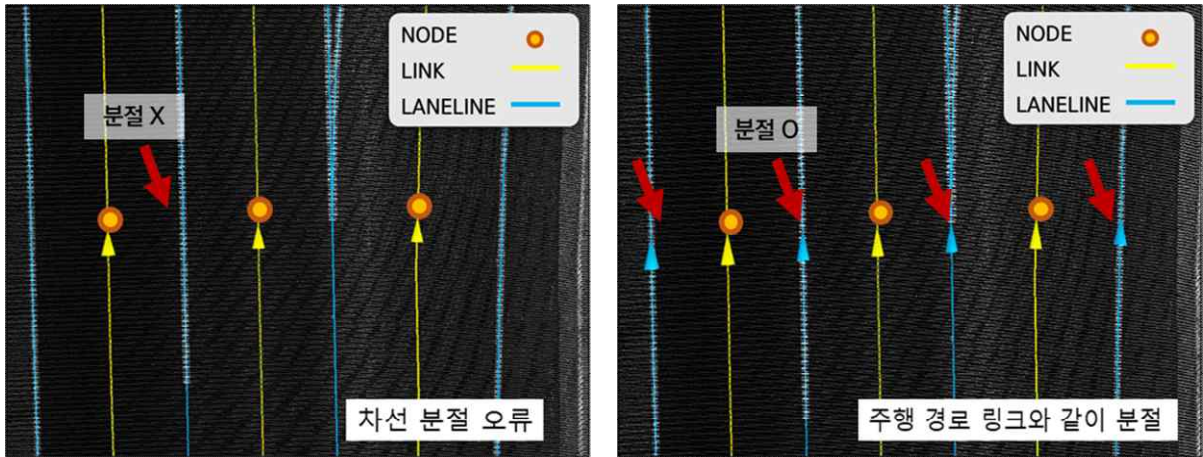 NODE
LINK
LANELINE
분절 X
차선 분절 오류
NODE
LINK
LANELINE
분절 O
주행 경로 링크와 같이 분절